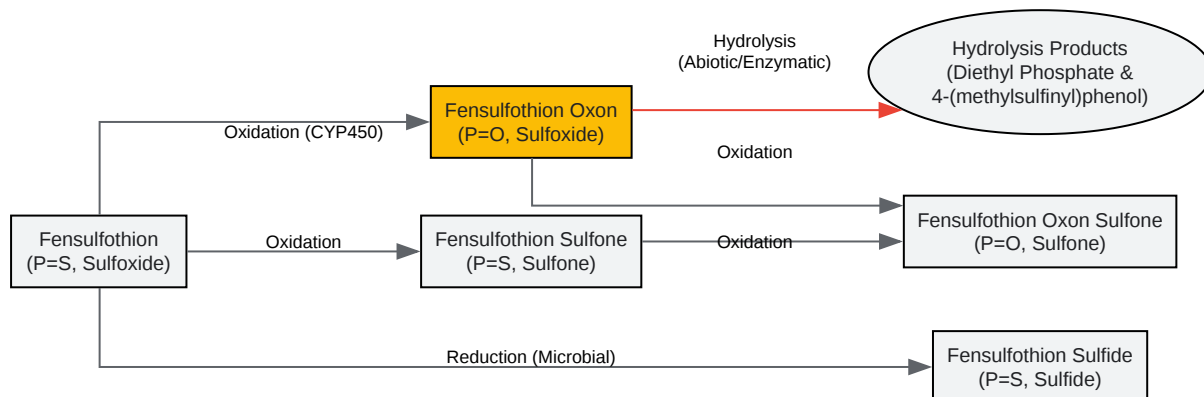 Hydrolysis
(Abiotic/Enzymatic)
Hydrolysis Products
(Diethyl Phosphate &
4-(methylsulfinyl)phenol)
Fensulfothion Oxon
(P=O, Sulfoxide)
Oxidation (CYP450)
Oxidation
Fensulfothion
(P=S, Sulfoxide)
Oxidation
Fensulfothion Sulfone
(P=S, Sulfone)
Oxidation
Fensulfothion Oxon Sulfone
(P=O, Sulfone)
Reduction (Microbial)
Fensulfothion Sulfide
(P=S, Sulfide)